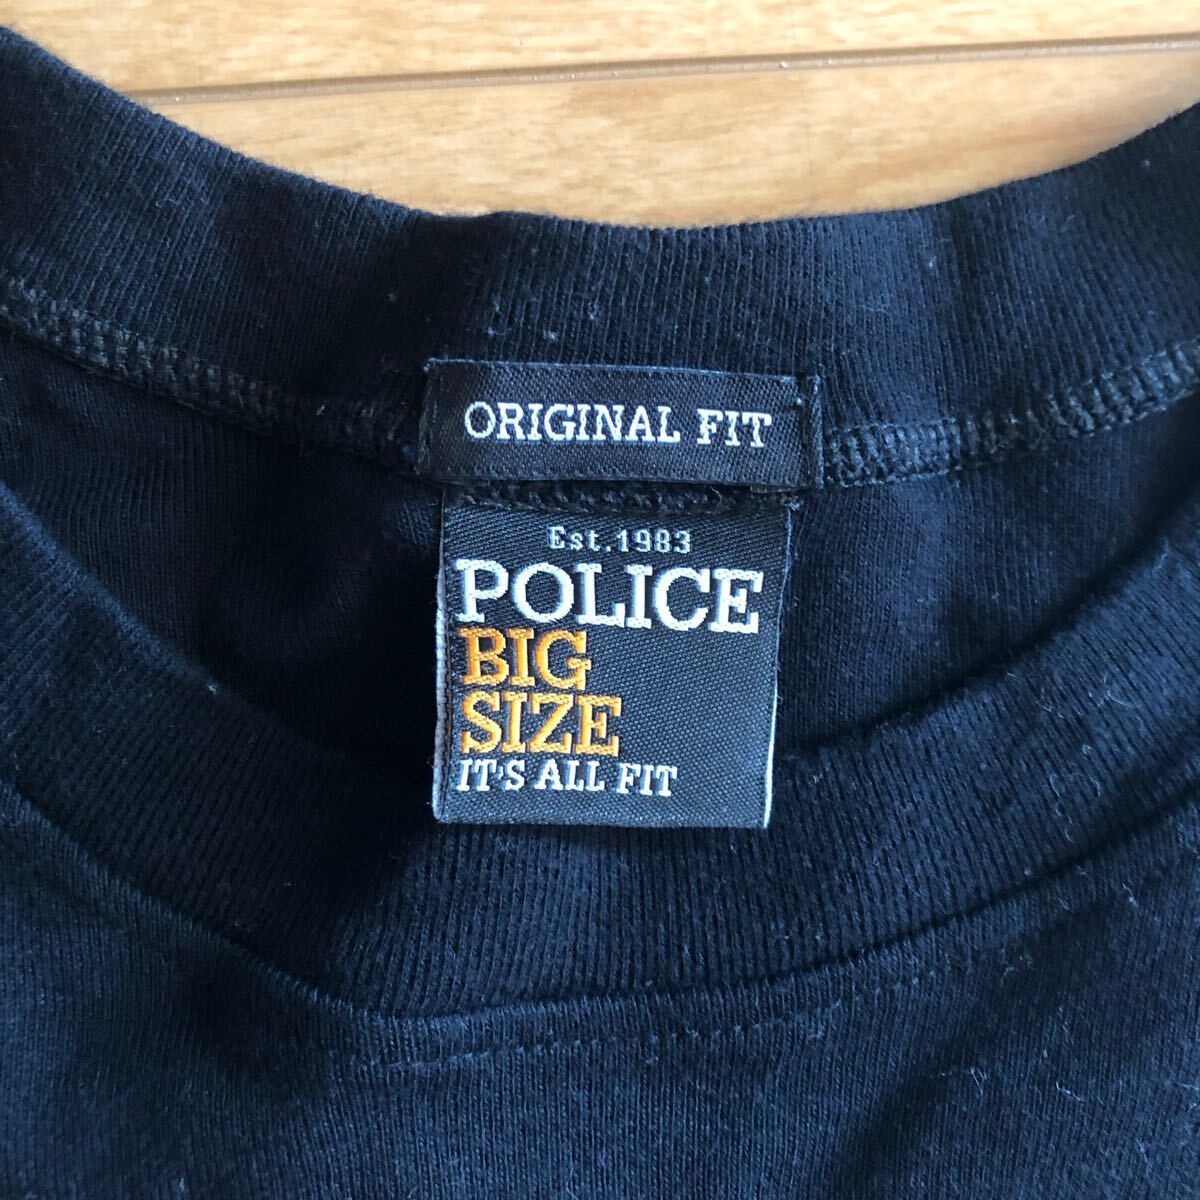 ORIGINAL FIT
Est.1983
POLICE
BIG
SIZE
IT'S ALL FIT